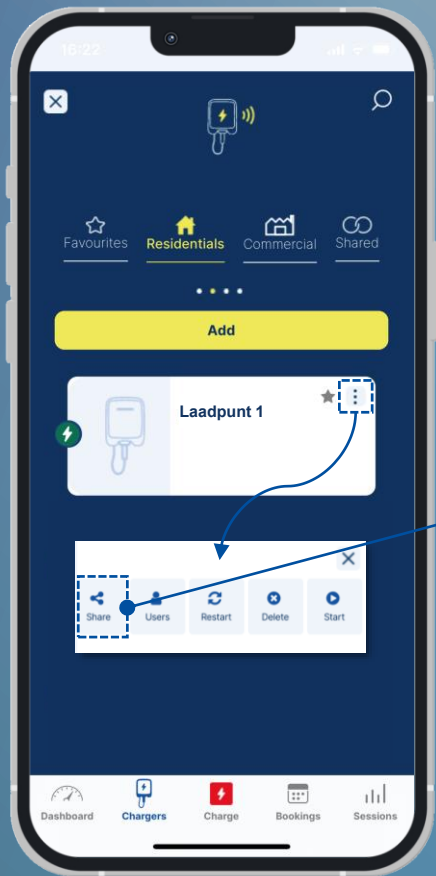 16:22
Favourites Residentials Commercial Shared
Add
Laadpunt 1
Share Users Restart Delete Start
Dashboard Chargers Charge Bookings Sessions